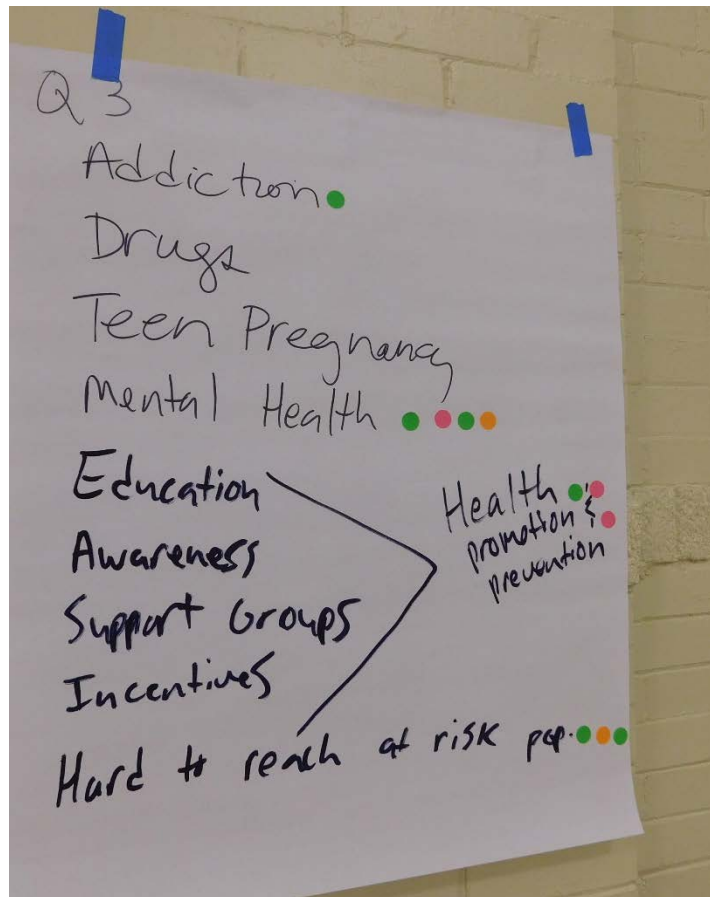 Q3
Addiction
Drugs
Teen Pregnancy
Mental Health
Education
Awareness
Support Groups
Incentives
Hard to reach at risk pop.
Health
promotion &
prevention